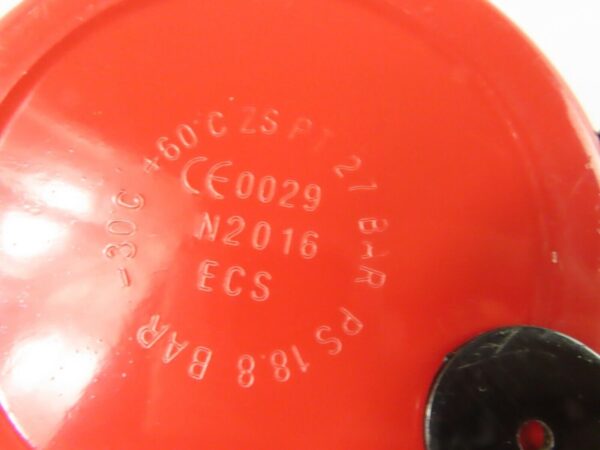 -30°C +60°C ZS PT 27 BAR PS 18.8 BAR
CE0029
N2016
ECS